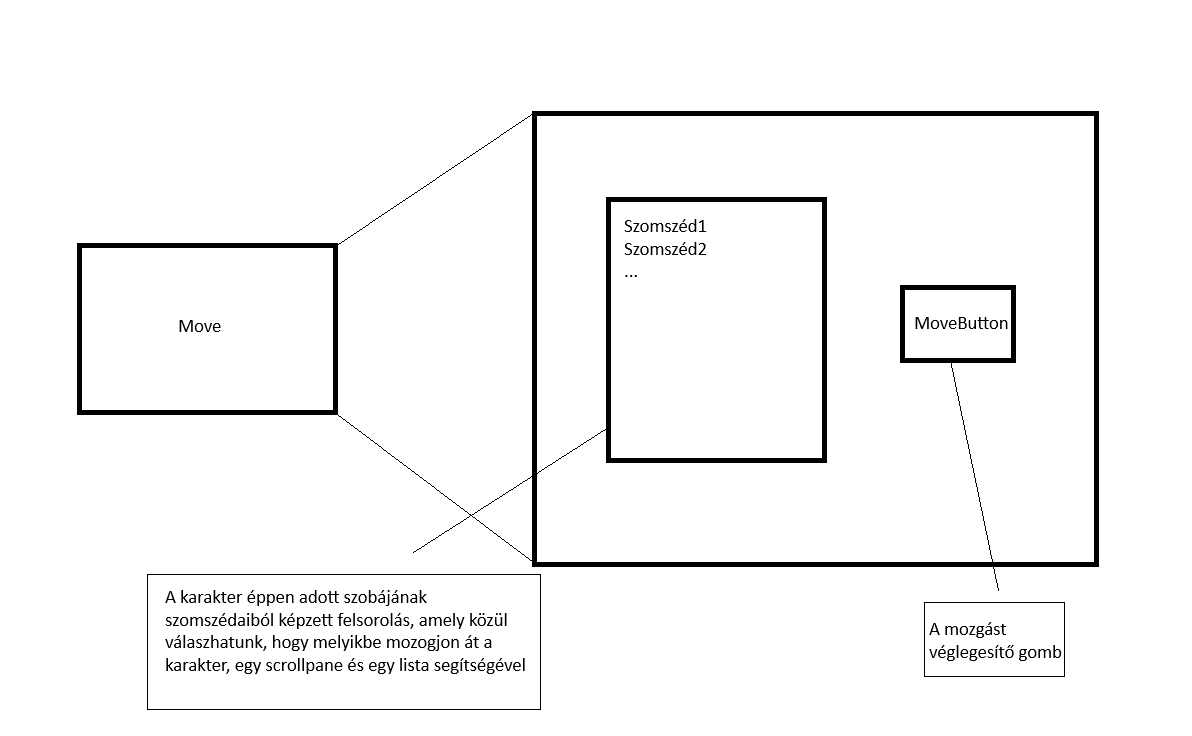 Move
Szomszéd1
Szomszéd2
...
MoveButton
A karakter éppen adott szobájának
szomszédaiból képzett felsorolás, amely közül
válaszhatunk, hogy melyikbe mozogjon át a
karakter, egy scrollpane és egy lista segítségével
A mozgást
véglegesítő gomb